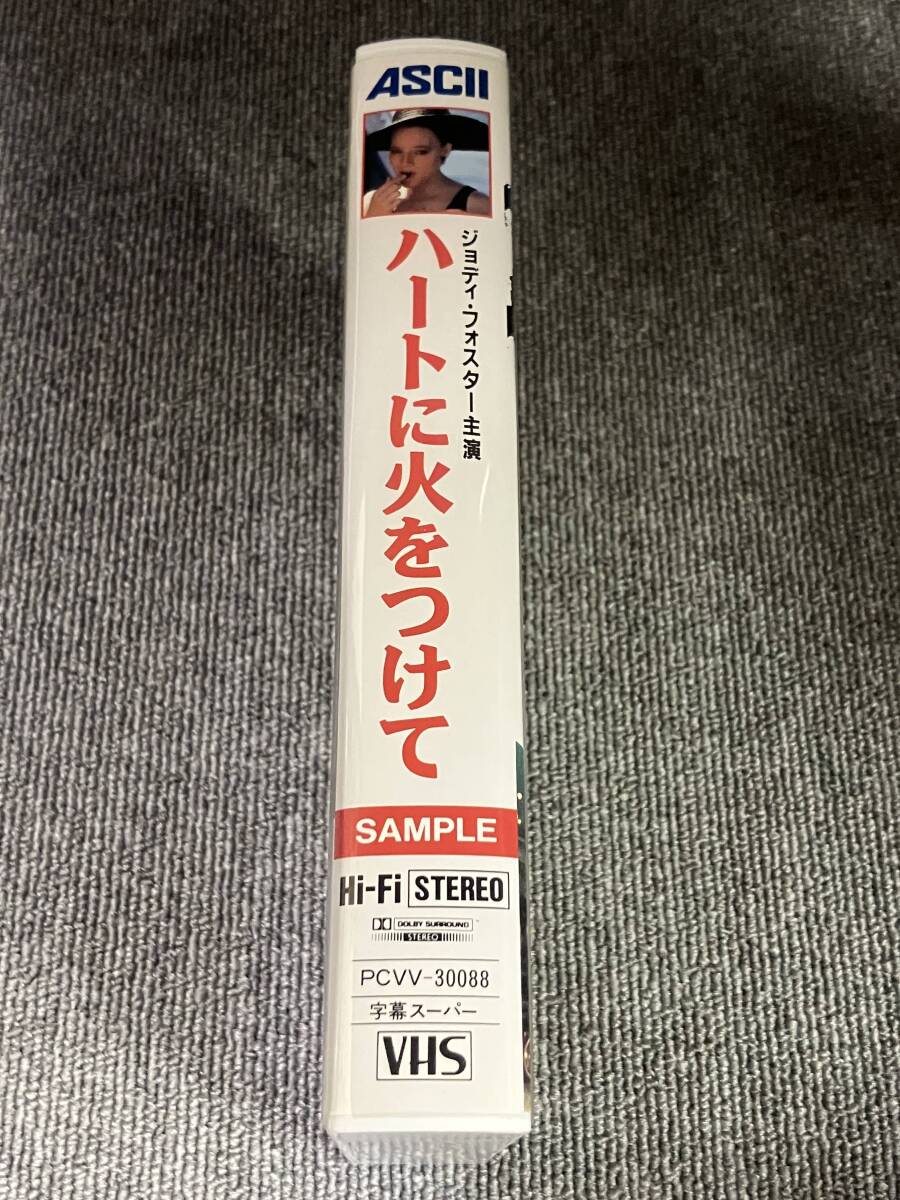 ASCII
ジョディ・フォスター主演
ハートに火をつけて
SAMPLE
Hi-Fi STEREO
DOLBY SURROUND
STEREO
PCVV-30088
字幕スーパー
VHS